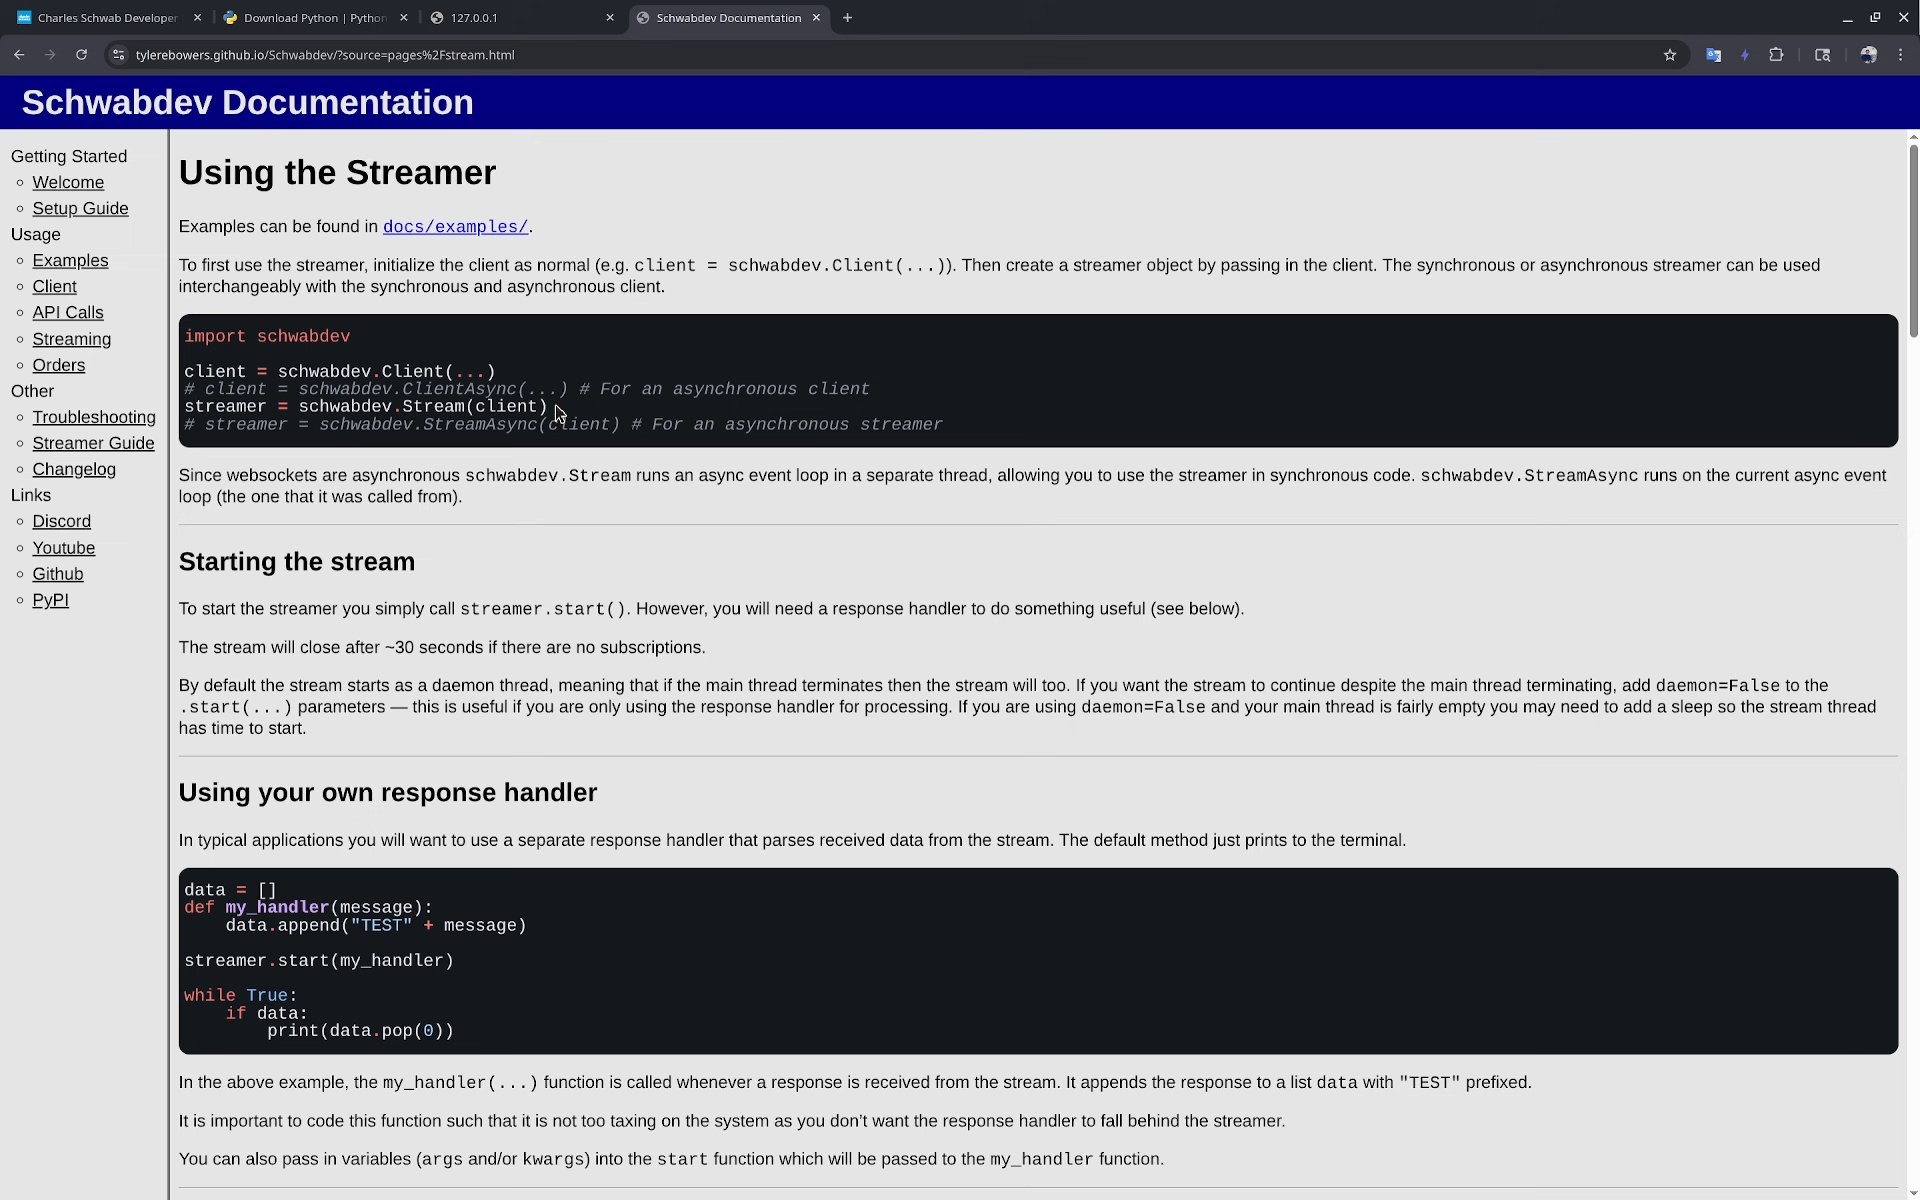 Charles Schwab Developer
Download Python | Python
127.0.0.1
Schwabdev Documentation
tylerebowers.github.io/Schwabdev/?source=pages%2Fstream.html
Schwabdev Documentation
Getting Started
Welcome
Setup Guide
Usage
Examples
Client
API Calls
Streaming
Orders
Other
Troubleshooting
Streamer Guide
Changelog
Links
Discord
Youtube
Github
PyPI
Using the Streamer
Examples can be found in docs/examples/.
To first use the streamer, initialize the client as normal (e.g. client = schwabdev.Client(...)). Then create a streamer object by passing in the client. The synchronous or asynchronous streamer can be used
interchangeably with the synchronous and asynchronous client.
import schwabdev
client = schwabdev.Client(...)
# client = schwabdev.ClientAsync(...) # For an asynchronous client
streamer = schwabdev.Stream(client)
# streamer = schwabdev.StreamAsync(client) # For an asynchronous streamer
Since websockets are asynchronous schwabdev.Stream runs an async event loop in a separate thread, allowing you to use the streamer in synchronous code. schwabdev.StreamAsync runs on the current async event
loop (the one that it was called from).
Starting the stream
To start the streamer you simply call streamer.start(). However, you will need a response handler to do something useful (see below).
The stream will close after ~30 seconds if there are no subscriptions.
By default the stream starts as a daemon thread, meaning that if the main thread terminates then the stream will too. If you want the stream to continue despite the main thread terminating, add daemon=False to the
.start(...) parameters — this is useful if you are only using the response handler for processing. If you are using daemon=False and your main thread is fairly empty you may need to add a sleep so the stream thread
has time to start.
Using your own response handler
In typical applications you will want to use a separate response handler that parses received data from the stream. The default method just prints to the terminal.
data = []
def my_handler(message):
    data.append("TEST" + message)
streamer.start(my_handler)
while True:
    if data:
        print(data.pop(0))
In the above example, the my_handler(...) function is called whenever a response is received from the stream. It appends the response to a list data with "TEST" prefixed.
It is important to code this function such that it is not too taxing on the system as you don't want the response handler to fall behind the streamer.
You can also pass in variables (args and/or kwargs) into the start function which will be passed to the my_handler function.